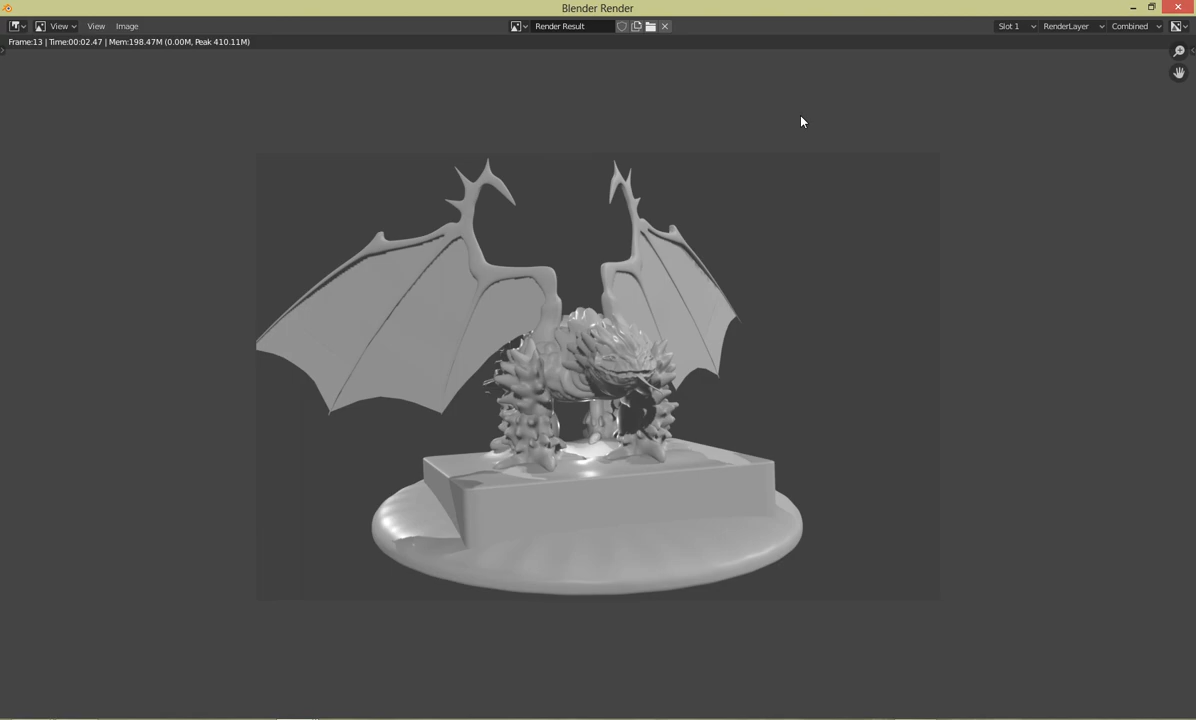 Blender Render
View View Image Render Result Slot 1 RenderLayer Combined
Frame:13 | Time:00:02.47 | Mem:198.47M (0.00M, Peak 410.11M)